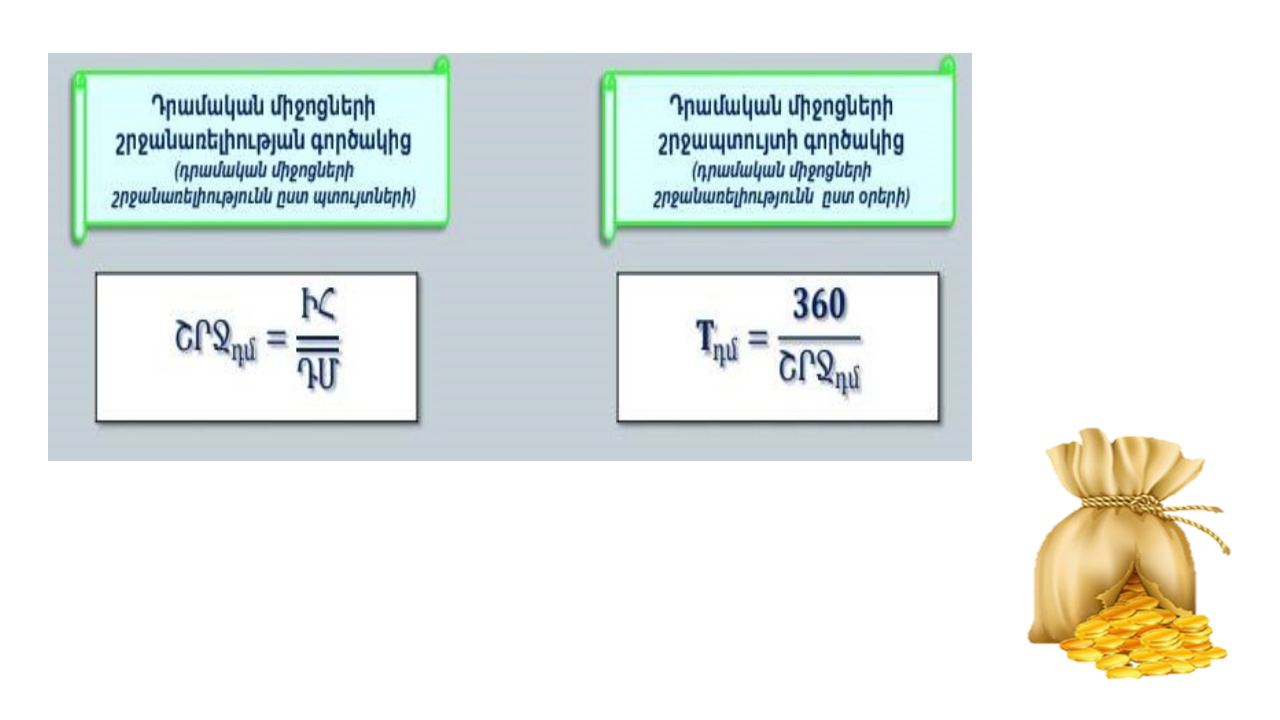 Դրամական միջոցների
շրջանառելիության գործակից
(դրամական միջոցների
շրջանառելիությունն ըստ պտույտների)
ՇՐՋդմ = ԻՀ / ԴՄ
Դրամական միջոցների
շրջապտույտի գործակից
(դրամական միջոցների
շրջանառելիությունն ըստ օրերի)
Tդմ = 360 / ՇՐՋդմ